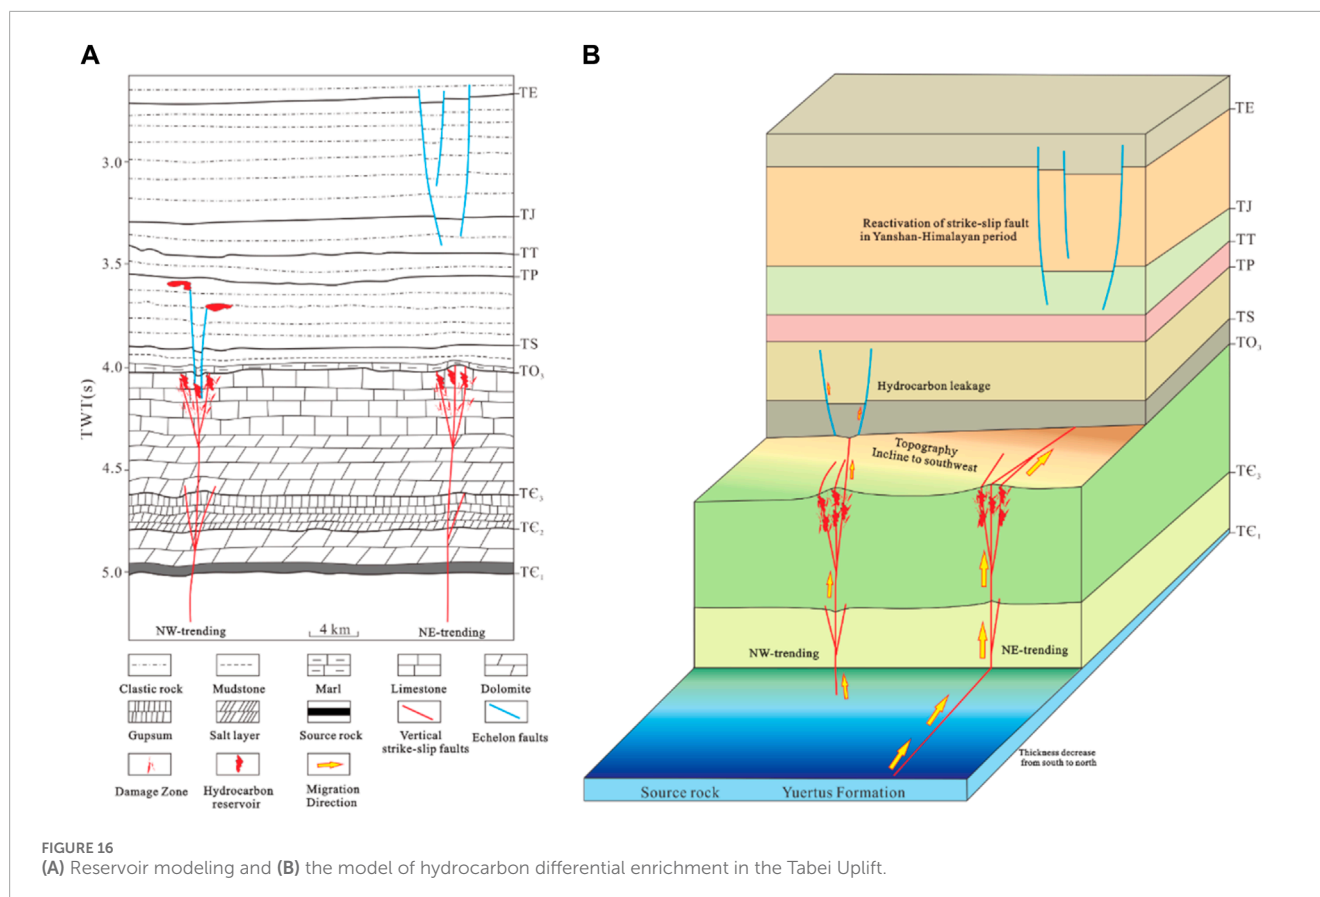 A
TE
3.0
TJ
TT
3.5
TP
TS
4.0
TO₃
TWT(s)
4.5
TЄ₃
TЄ₂
5.0
TЄ₁
NW-trending
4 km
NE-trending
Clastic rock
Mudstone
Marl
Limestone
Dolomite
Gupsum
Salt layer
Source rock
Vertical
strike-slip faults
Echelon faults
Damage Zone
Hydrocarbon
reservoir
Migration
Direction
B
TE
Reactivation of strike-slip fault
in Yanshan-Himalayan period
TJ
TT
TP
TS
TO₃
Hydrocarbon leakage
Topography
Incline to southwest
TЄ₃
TЄ₁
NW-trending
NE-trending
Thickness decrease
from south to north
Source rock
Yuertus Formation
FIGURE 16
(A) Reservoir modeling and (B) the model of hydrocarbon differential enrichment in the Tabei Uplift.